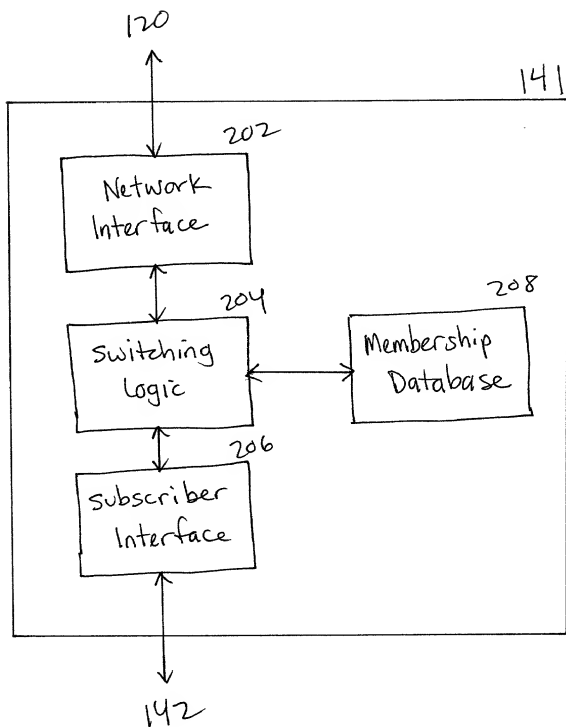 120
141
202
Network
Interface
204
Switching
Logic
208
Membership
Database
206
Subscriber
Interface
142